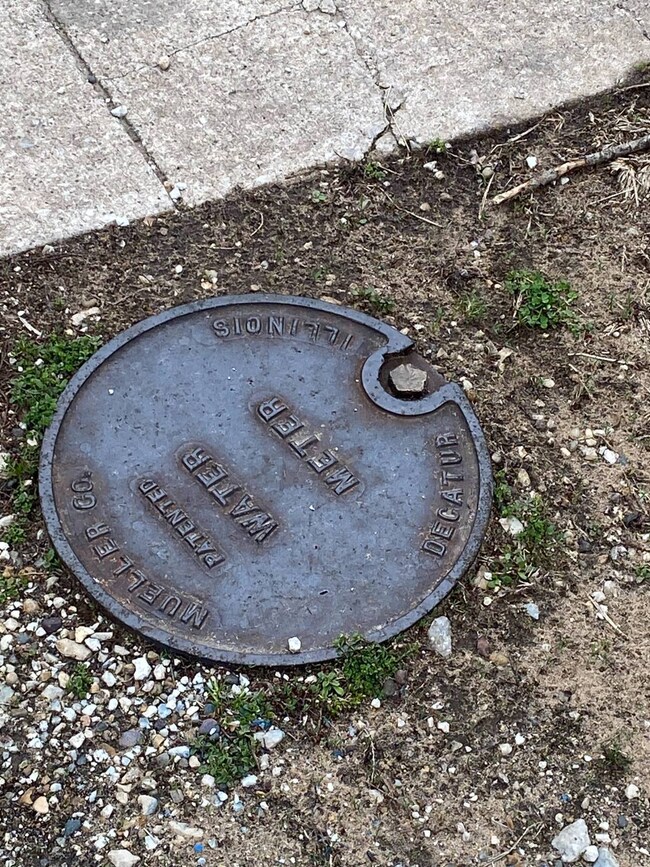 MUELLER CO.
PATENTED
WATER
METER
DECATUR
ILLINOIS